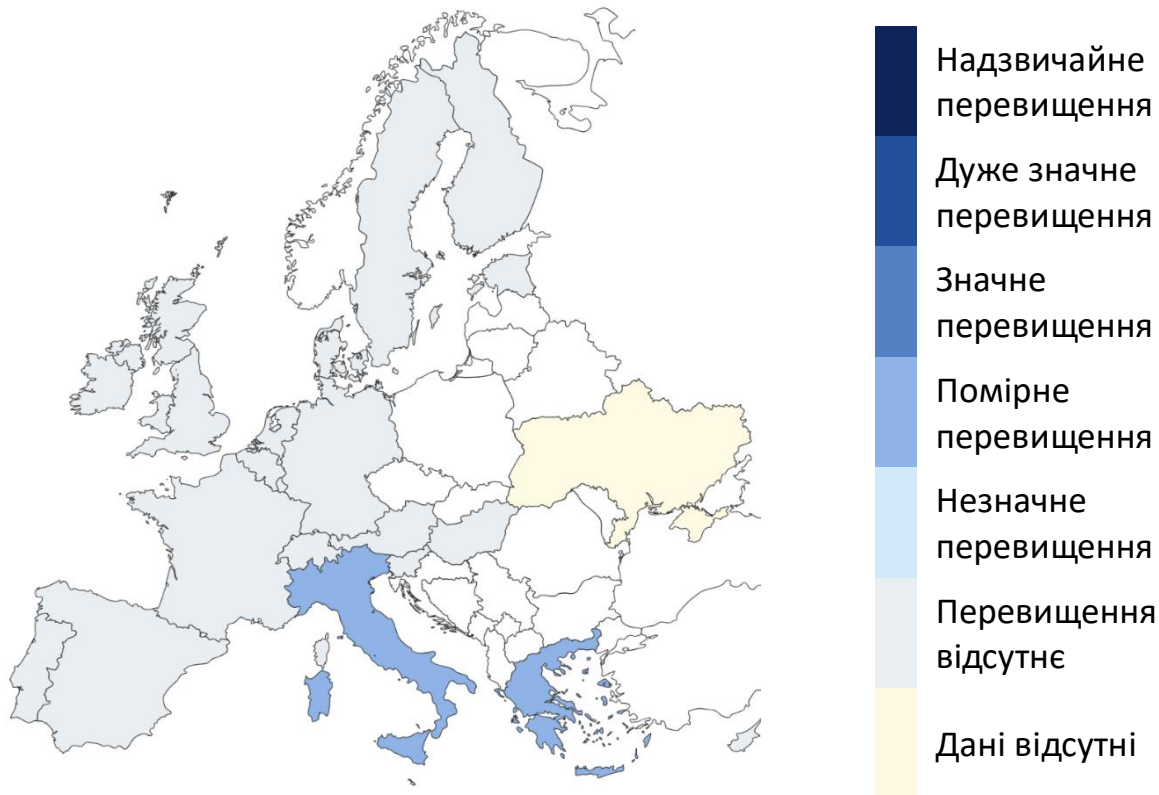 Надзвичайне
перевищення
Дуже значне
перевищення
Значне
перевищення
Помірне
перевищення
Незначне
перевищення
Перевищення
відсутнє
Дані відсутні